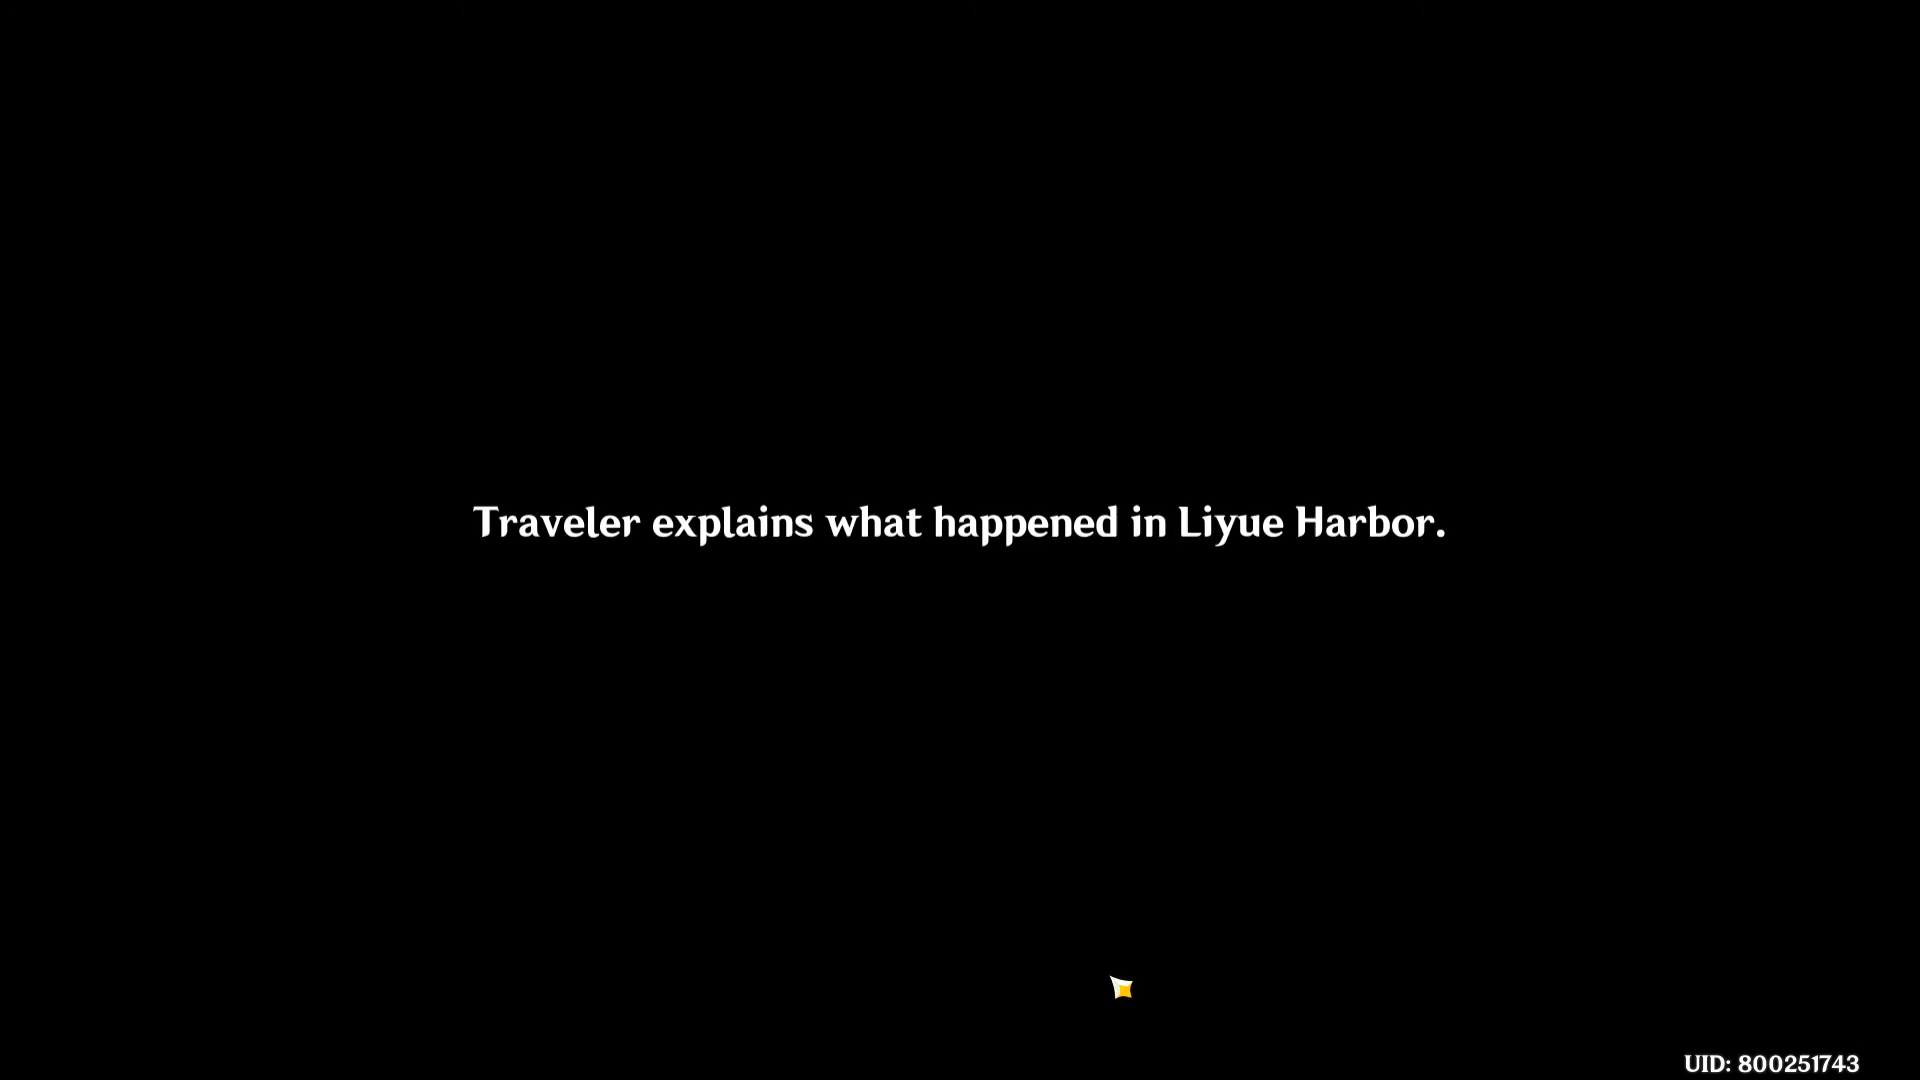 Traveler explains what happened in Liyue Harbor.
UID: 800251743